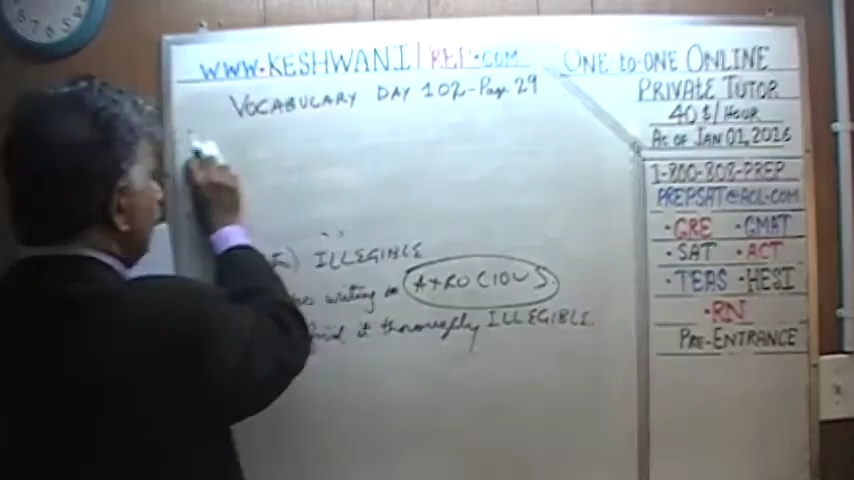 WWW.KESHWANIPREP.COM
VOCABULARY DAY 102-Page 29
ILLEGIBLE
writing
ATROCIOUS.
it thoroughly ILLEGIBLE.
ONE to-ONE ONLINE
PRIVATE TUTOR
40$/HOUR
AS OF JAN 01, 2016
1-800-808-PREP
PREPSAT@AOL.COM
•GRE •GMAT
•SAT •ACT
•TEAS •HESI
•RN
PRE-ENTRANCE